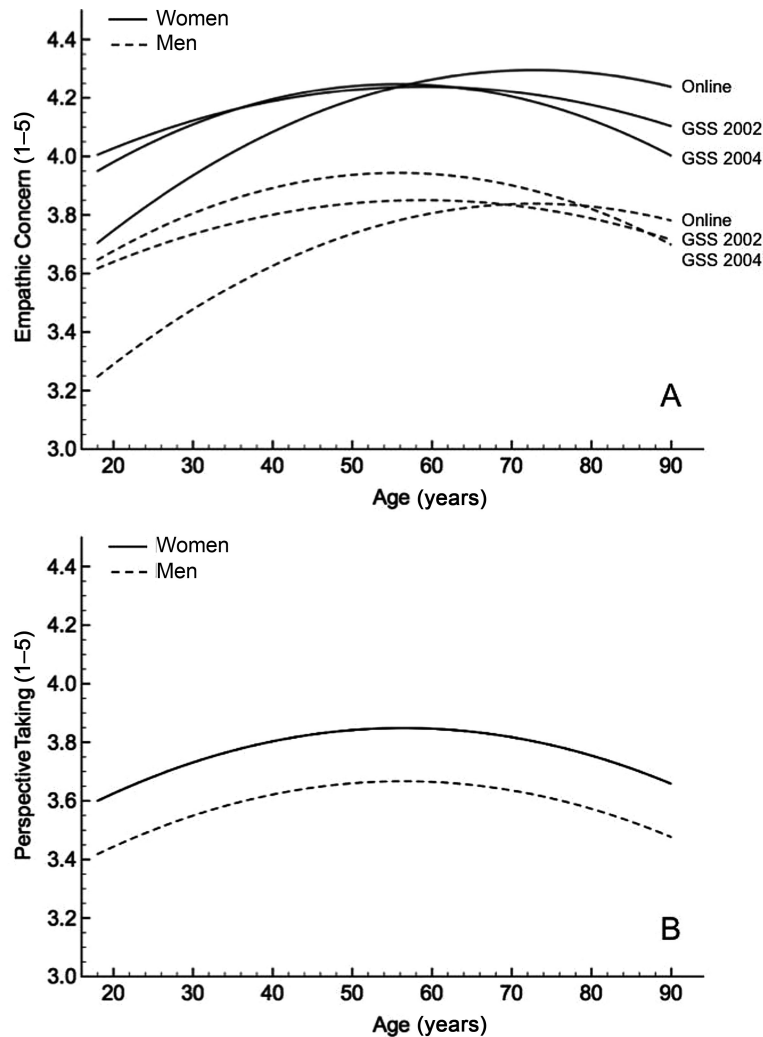 Women
Men
4.4
4.2
4.0
3.8
3.6
3.4
3.2
3.0
Empathic Concern (1–5)
Online
GSS 2002
GSS 2004
Online
GSS 2002
GSS 2004
A
20 30 40 50 60 70 80 90
Age (years)
Women
Men
4.4
4.2
4.0
3.8
3.6
3.4
3.2
3.0
Perspective Taking (1–5)
B
20 30 40 50 60 70 80 90
Age (years)